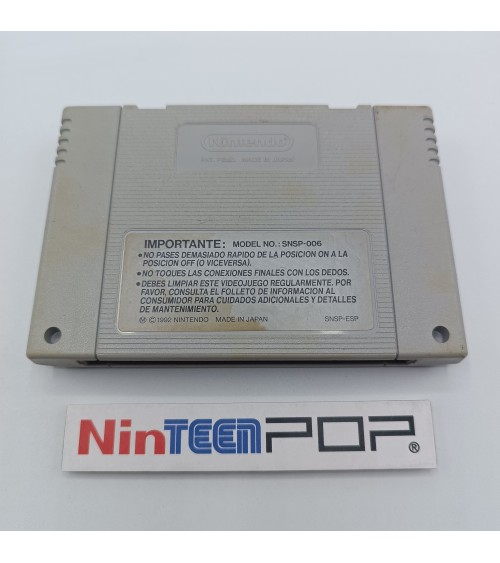 Nintendo
IMPORTANTE: MODEL NO.: SNSP-006
•NO PASES DEMASIADO RAPIDO DE LA POSICION ON A LA
POSICION OFF (O VICEVERSA).
•NO TOQUES LAS CONEXIONES FINALES CON LOS DEDOS.
•DEBES LIMPIAR ESTE VIDEOJUEGO REGULARMENTE. POR
FAVOR, CONSULTA EL FOLLETO DE INFORMACION AL
CONSUMIDOR PARA CUIDADOS ADICIONALES Y DETALLES
DE MANTENIMIENTO.
Ⓜ ©1992 NINTENDO MADE IN JAPAN SNSP-ESP
NinTEENPOP®